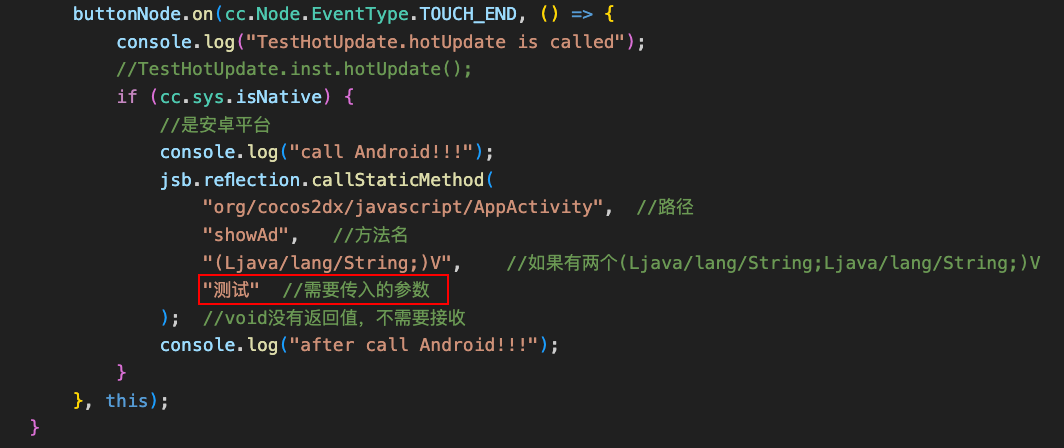 buttonNode.on(cc.Node.EventType.TOUCH_END, () => {
console.log("TestHotUpdate.hotUpdate is called");
//TestHotUpdate.inst.hotUpdate();
if (cc.sys.isNative) {
//是安卓平台
console.log("call Android!!!");
jsb.reflection.callStaticMethod(
"org/cocos2dx/javascript/AppActivity", //路径
"showAd", //方法名
"(Ljava/lang/String;)V", //如果有两个(Ljava/lang/String;Ljava/lang/String;)V
"测试" //需要传入的参数
); //void没有返回值，不需要接收
console.log("after call Android!!!");
}
}, this);
}